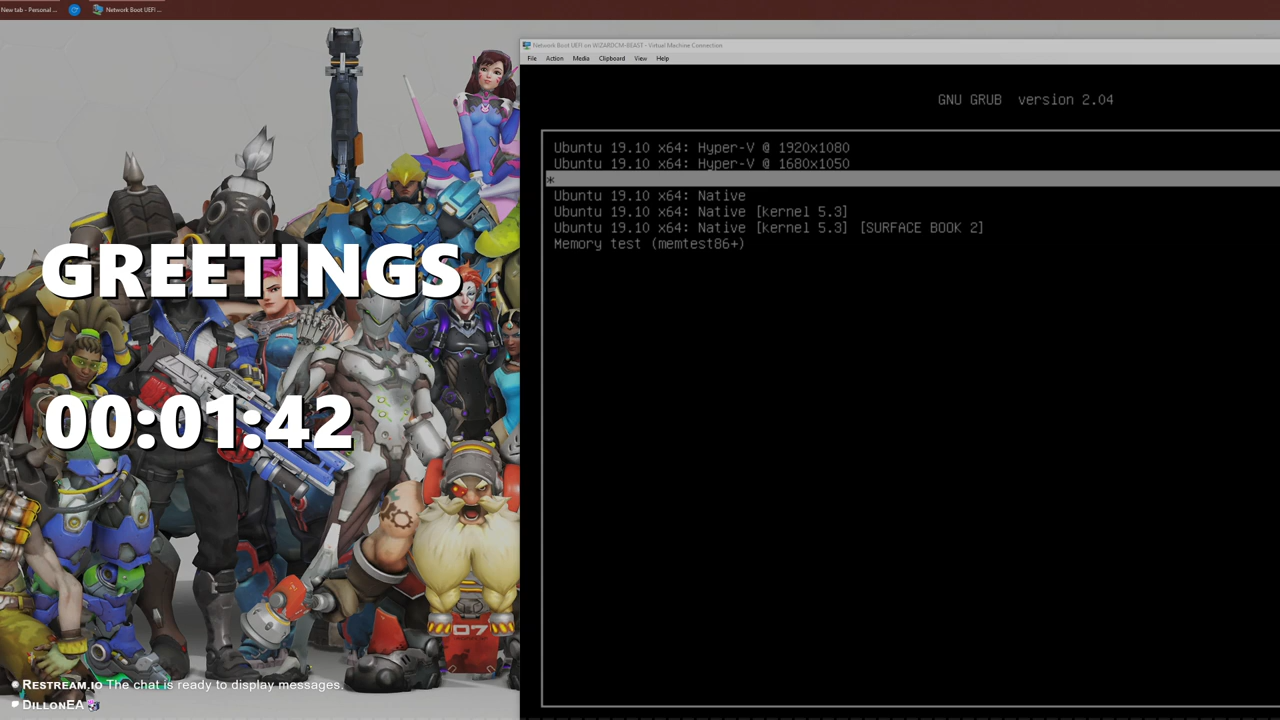 New tab - Personal ...
Network Boot UEFI ...
Network Boot UEFI on WIZARDCM-BEAST - Virtual Machine Connection
File Action Media Clipboard View Help
GNU GRUB version 2.04
Ubuntu 19.10 x64: Hyper-V @ 1920x1080
Ubuntu 19.10 x64: Hyper-V @ 1680x1050
*
Ubuntu 19.10 x64: Native
Ubuntu 19.10 x64: Native [kernel 5.3]
Ubuntu 19.10 x64: Native [kernel 5.3] [SURFACE BOOK 2]
Memory test (memtest86+)
GREETINGS
00:01:42
07
RESTREAM.IO The chat is ready to display messages.
DILLONEA